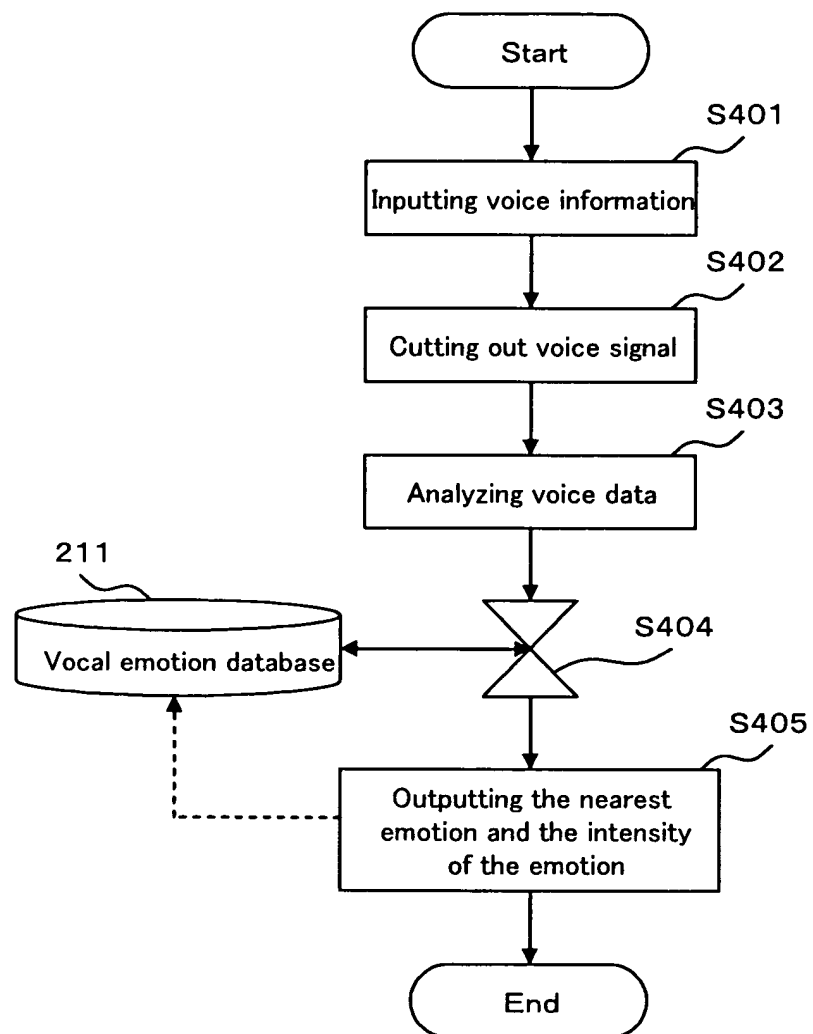 Start
S401
Inputting voice information
S402
Cutting out voice signal
S403
Analyzing voice data
211
Vocal emotion database
S404
S405
Outputting the nearest
emotion and the intensity
of the emotion
End